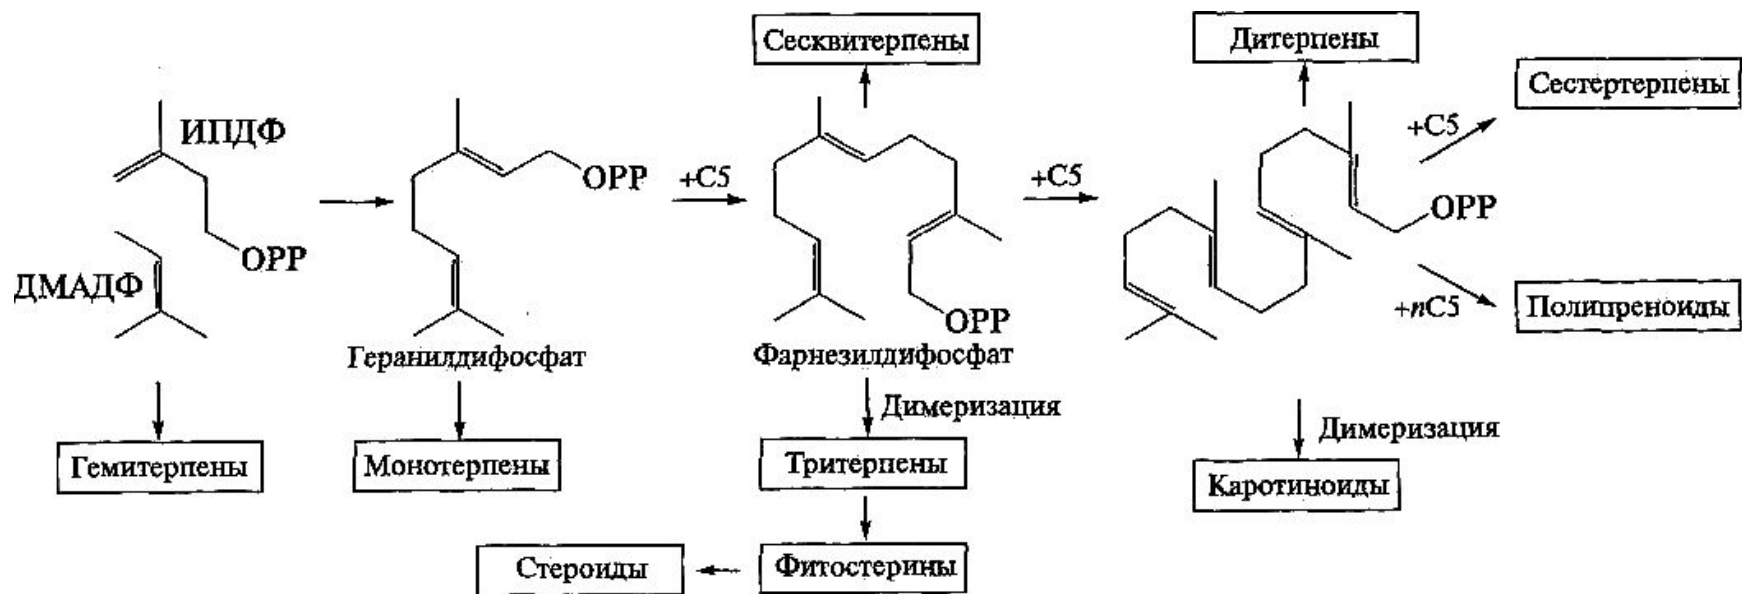 Сесквитерпены
Дитерпены
Сестертерпены
ИПДФ
+C5
OPP
+C5
+C5
OPP
OPP
ДМАДФ
+nC5
Полипреноиды
OPP
Геранилдифосфат
Фарнезилдифосфат
Димеризация
Димеризация
Гемитерпены
Монотерпены
Тритерпены
Каротиноиды
Стероиды
Фитостерины